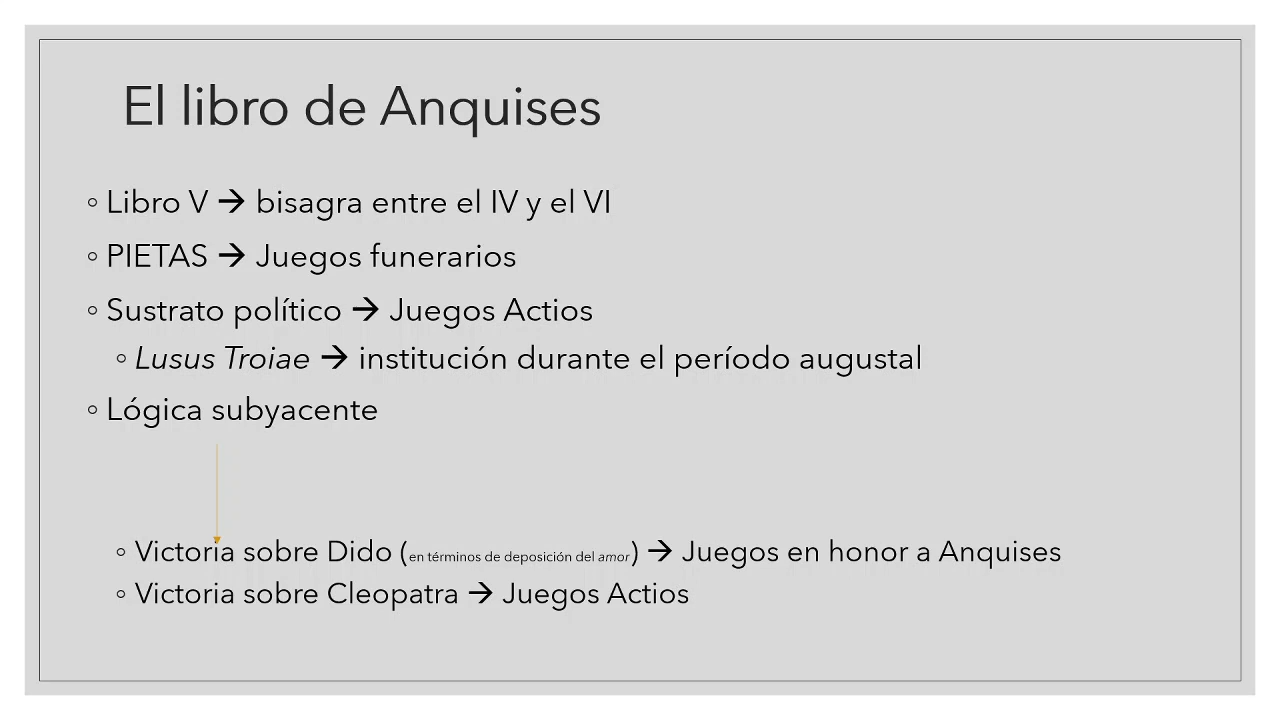 El libro de Anquises
◦ Libro V → bisagra entre el IV y el VI
◦ PIETAS → Juegos funerarios
◦ Sustrato político → Juegos Actios
◦ Lusus Troiae → institución durante el período augustal
◦ Lógica subyacente
◦ Victoria sobre Dido (en términos de deposición del amor) → Juegos en honor a Anquises
◦ Victoria sobre Cleopatra → Juegos Actios